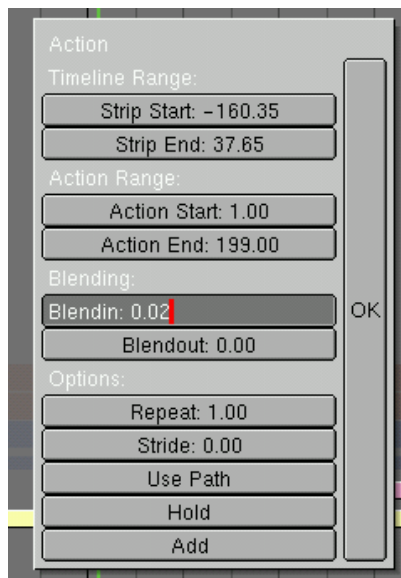 Action
Timeline Range:
Strip Start: -160.35
Strip End: 37.65
Action Range:
Action Start: 1.00
Action End: 199.00
Blending:
Blendin: 0.02
OK
Blendout: 0.00
Options:
Repeat: 1.00
Stride: 0.00
Use Path
Hold
Add